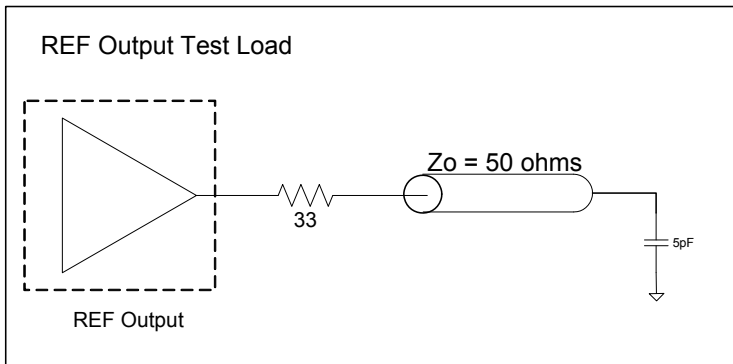 REF Output Test Load
Zo = 50 ohms
33
5pF
REF Output